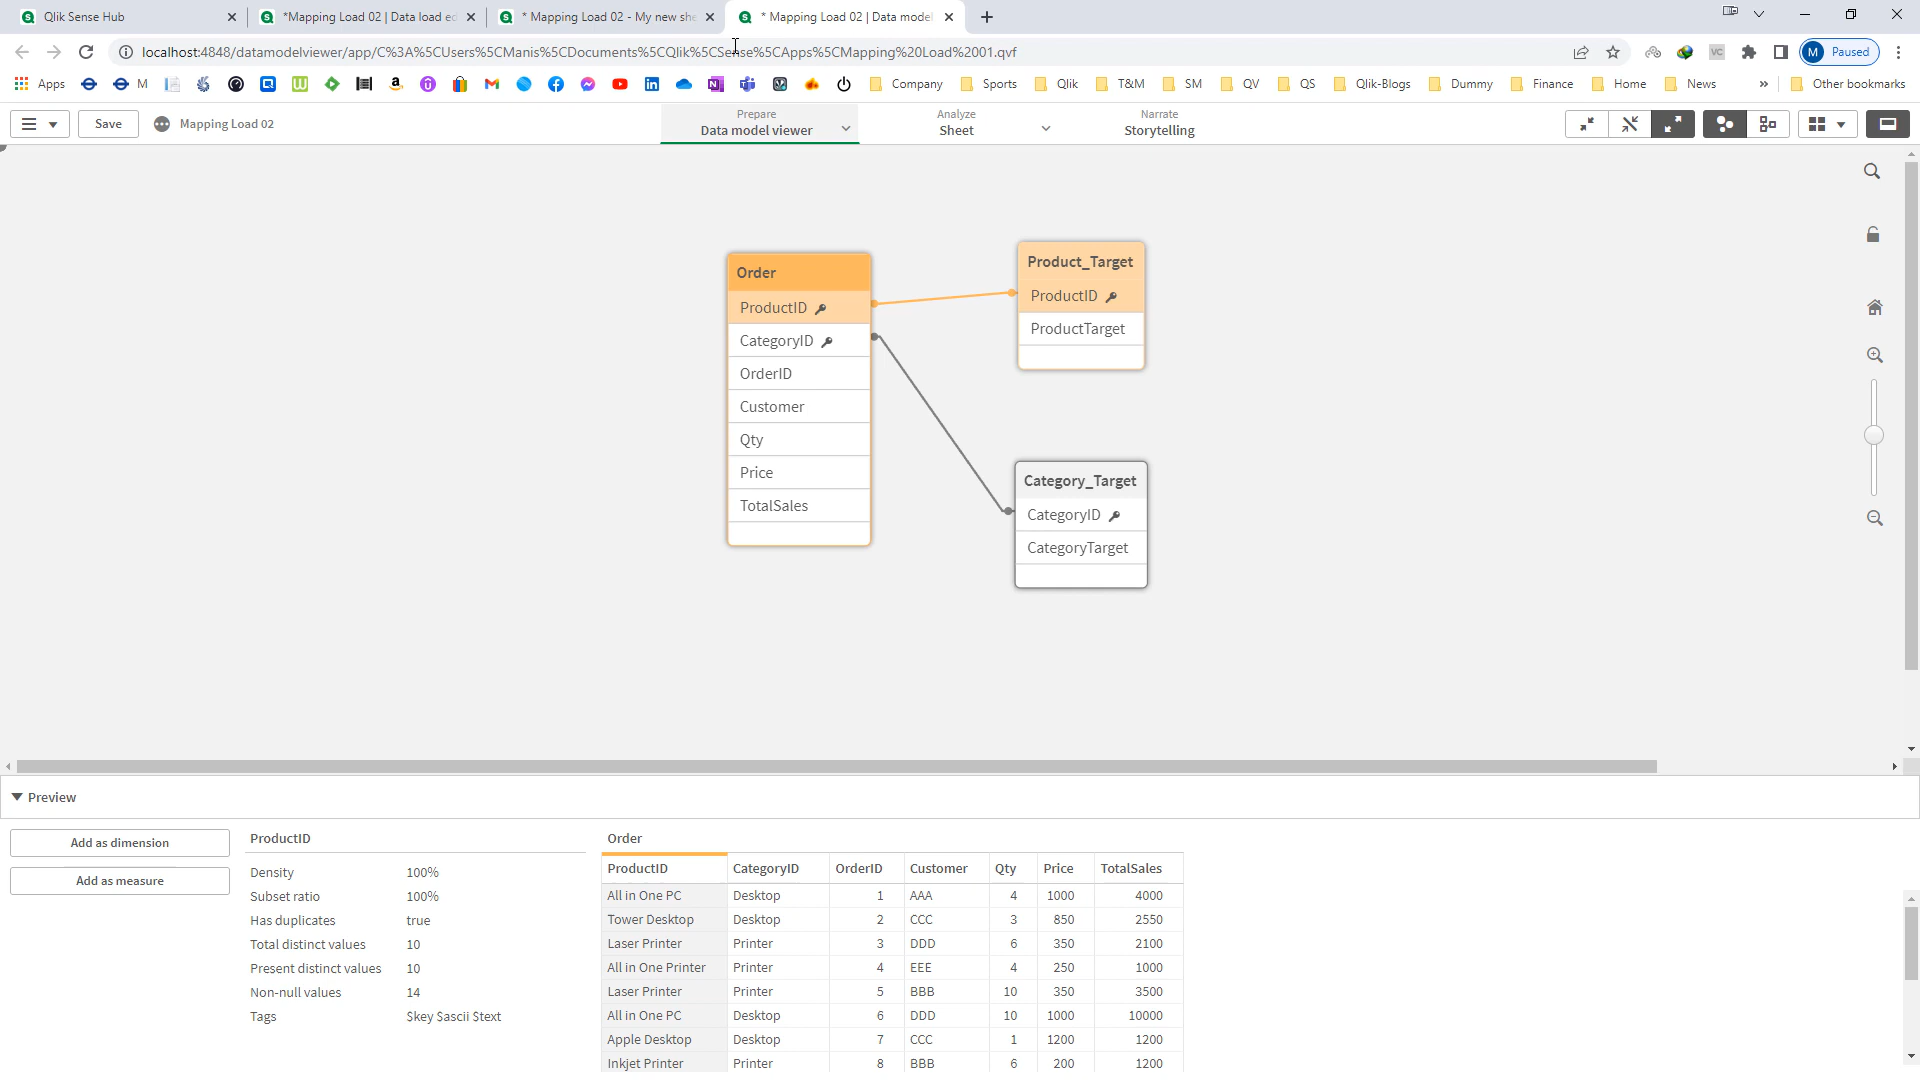 Qlik Sense Hub
*Mapping Load 02 | Data load ed
* Mapping Load 02 - My new she
* Mapping Load 02 | Data model
localhost:4848/datamodelviewer/app/C%3A%5CUsers%5CManis%5CDocuments%5CQlik%5CSense%5CApps%5CMapping%20Load%2001.qvf
M Paused
Apps M Company Sports Qlik T&M SM QV QS Qlik-Blogs Dummy Finance Home News » Other bookmarks
Save Mapping Load 02
Prepare
Data model viewer
Analyze
Sheet
Narrate
Storytelling
Order
ProductID
CategoryID
OrderID
Customer
Qty
Price
TotalSales
Product_Target
ProductID
ProductTarget
Category_Target
CategoryID
CategoryTarget
Preview
Add as dimension
Add as measure
ProductID
Density 100%
Subset ratio 100%
Has duplicates true
Total distinct values 10
Present distinct values 10
Non-null values 14
Tags $key $ascii $text
Order
ProductID CategoryID OrderID Customer Qty Price TotalSales
All in One PC Desktop 1 AAA 4 1000 4000
Tower Desktop Desktop 2 CCC 3 850 2550
Laser Printer Printer 3 DDD 6 350 2100
All in One Printer Printer 4 EEE 4 250 1000
Laser Printer Printer 5 BBB 10 350 3500
All in One PC Desktop 6 DDD 10 1000 10000
Apple Desktop Desktop 7 CCC 1 1200 1200
Inkjet Printer Printer 8 BBB 6 200 1200